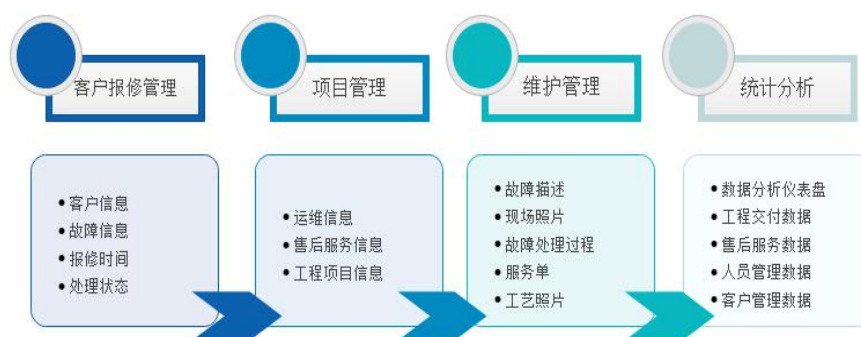 客户报修管理
项目管理
维护管理
统计分析
客户信息
故障信息
报修时间
处理状态
运维信息
售后服务信息
工程项目信息
故障描述
现场照片
故障处理过程
服务单
工艺照片
数据分析仪表盘
工程交付数据
售后服务数据
人员管理数据
客户管理数据